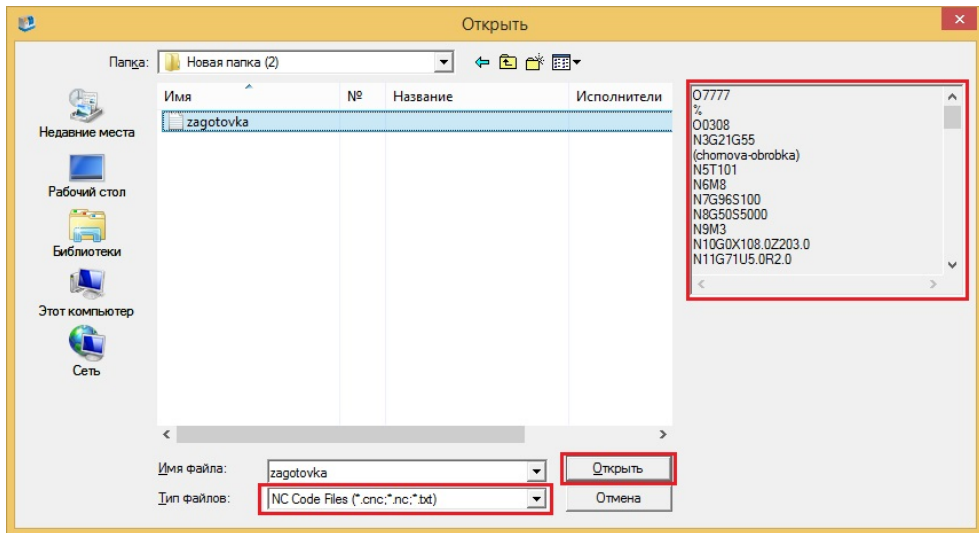 Открыть
Папка: Новая папка (2)
Имя № Название Исполнители
zagotovka
Недавние места
Рабочий стол
Библиотеки
Этот компьютер
Сеть
O7777
%
O0308
N3G21G55
(chornova-obrobka)
N5T101
N6M8
N7G96S100
N8G50S5000
N9M3
N10G0X108.0Z203.0
N11G71U5.0R2.0
Имя файла: zagotovka Открыть
Тип файлов: NC Code Files (*.cnc;*.nc;*.txt) Отмена